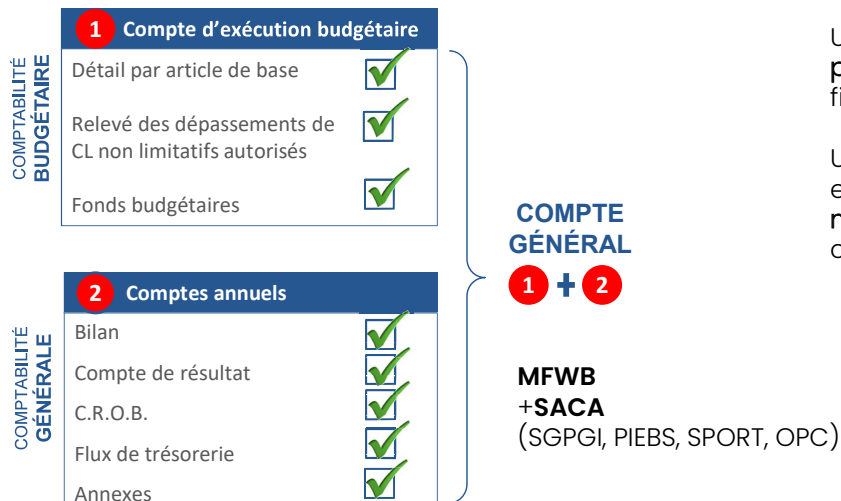 COMPTABILITÉ
BUDGÉTAIRE
1 Compte d'exécution budgétaire
Détail par article de base
Relevé des dépassements de
CL non limitatifs autorisés
Fonds budgétaires
COMPTABILITÉ
GÉNÉRALE
2 Comptes annuels
Bilan
Compte de résultat
C.R.O.B.
Flux de trésorerie
Annexes
COMPTE
GÉNÉRAL
1 + 2
MFWB
+SACA
(SGPGI, PIEBS, SPORT, OPC)